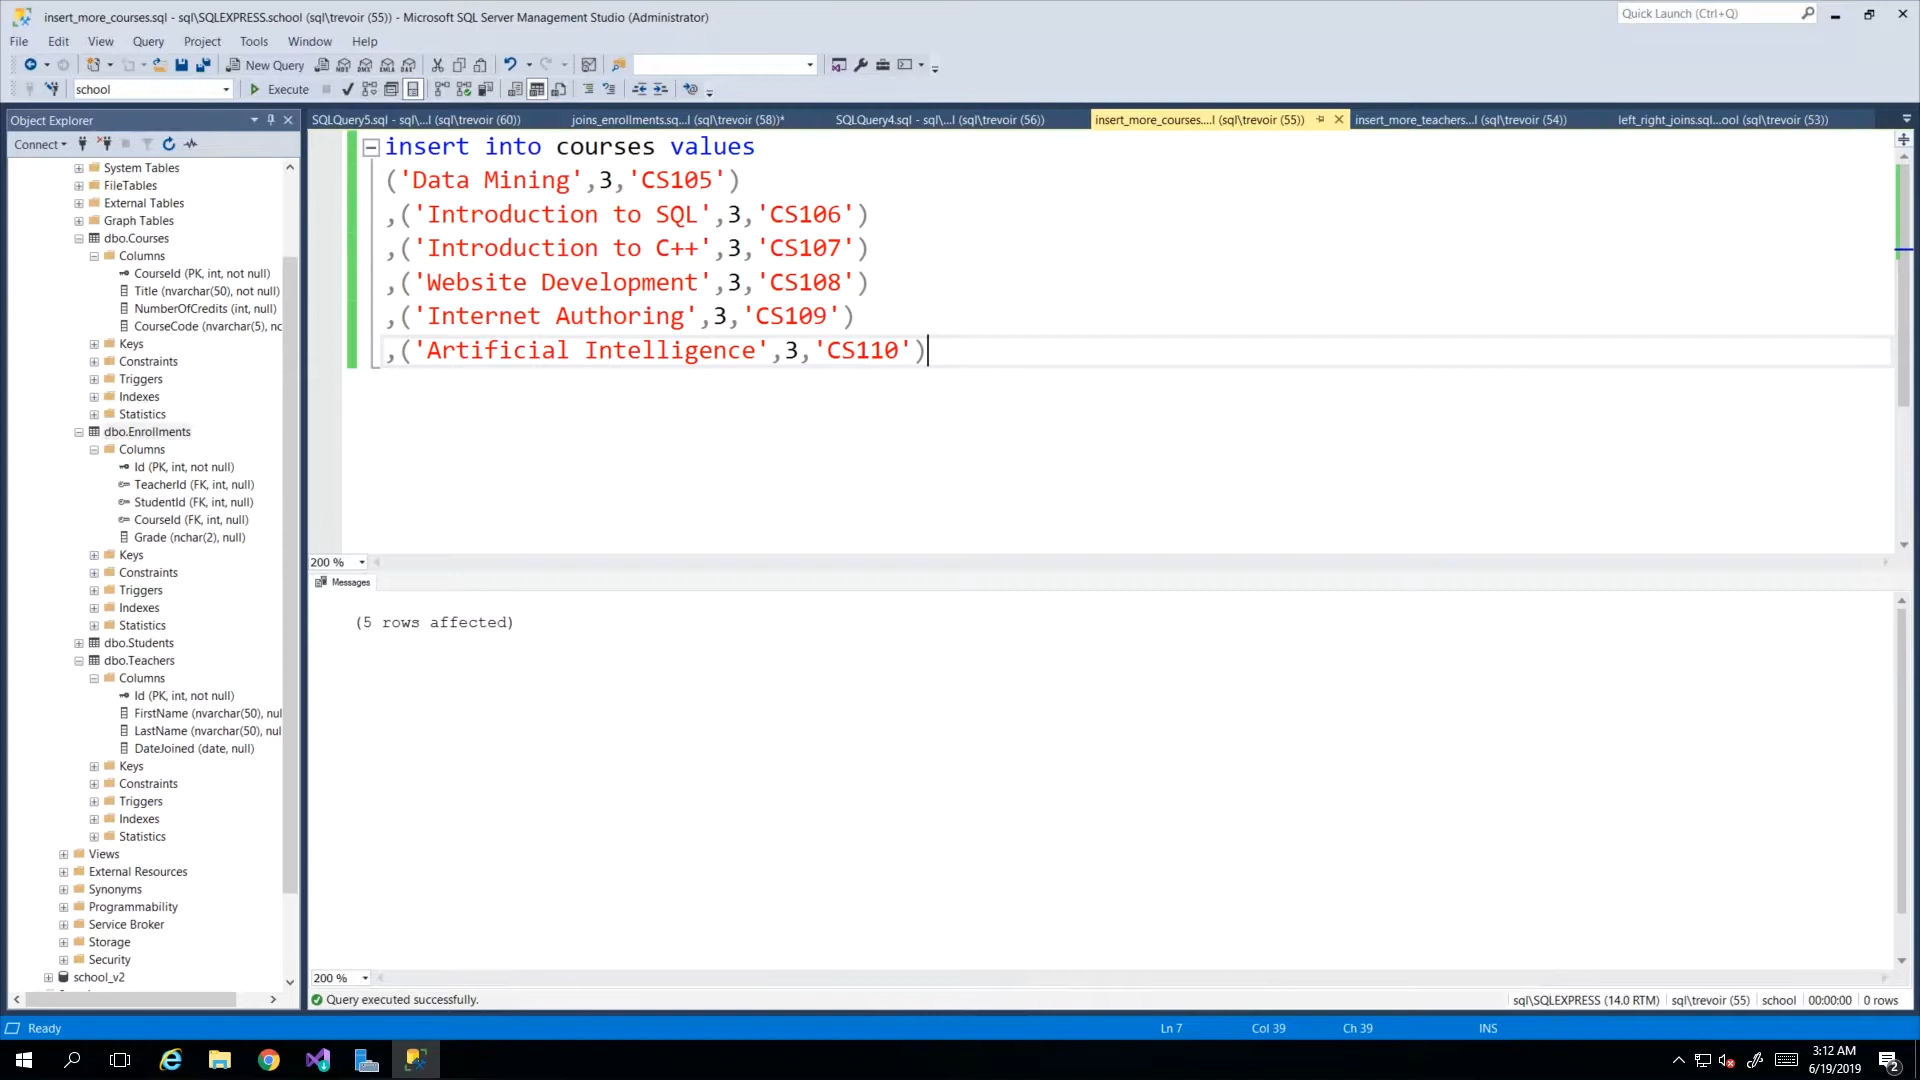 insert_more_courses.sql - sql\SQLEXPRESS.school (sql\trevoir (55)) - Microsoft SQL Server Management Studio (Administrator)
Quick Launch (Ctrl+Q)
File Edit View Query Project Tools Window Help
New Query
school Execute
Object Explorer
Connect
System Tables
FileTables
External Tables
Graph Tables
dbo.Courses
Columns
CourseId (PK, int, not null)
Title (nvarchar(50), not null)
NumberOfCredits (int, null)
CourseCode (nvarchar(5), nc
Keys
Constraints
Triggers
Indexes
Statistics
dbo.Enrollments
Columns
Id (PK, int, not null)
TeacherId (FK, int, null)
StudentId (FK, int, null)
CourseId (FK, int, null)
Grade (nchar(2), null)
Keys
Constraints
Triggers
Indexes
Statistics
dbo.Students
dbo.Teachers
Columns
Id (PK, int, not null)
FirstName (nvarchar(50), nul
LastName (nvarchar(50), nul
DateJoined (date, null)
Keys
Constraints
Triggers
Indexes
Statistics
Views
External Resources
Synonyms
Programmability
Service Broker
Storage
Security
school_v2
SQLQuery5.sql - sql\...l (sql\trevoir (60)) joins_enrollments.sq...l (sql\trevoir (58))* SQLQuery4.sql - sql\...l (sql\trevoir (56)) insert_more_courses....l (sql\trevoir (55)) insert_more_teachers...l (sql\trevoir (54)) left_right_joins.sql...ool (sql\trevoir (53))
insert into courses values
('Data Mining',3,'CS105')
,('Introduction to SQL',3,'CS106')
,('Introduction to C++',3,'CS107')
,('Website Development',3,'CS108')
,('Internet Authoring',3,'CS109')
,('Artificial Intelligence',3,'CS110')
200 %
Messages
(5 rows affected)
200 %
Query executed successfully. sql\SQLEXPRESS (14.0 RTM) sql\trevoir (55) school 00:00:00 0 rows
Ready Ln 7 Col 39 Ch 39 INS
3:12 AM
6/19/2019
2